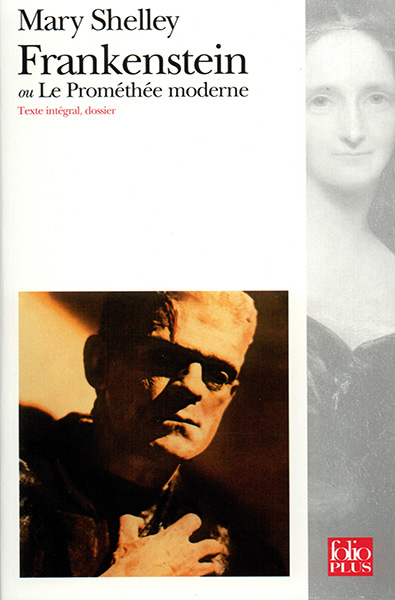 Mary Shelley
Frankenstein
ou Le Prométhée moderne
Texte intégral, dossier
folio
PLUS